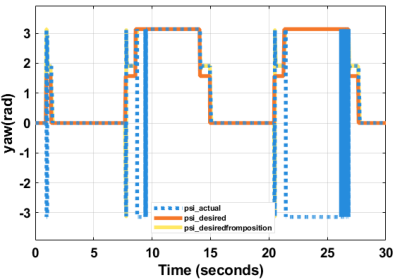 yaw(rad)
3
2
1
0
-1
-2
-3
psi_actual
psi_desired
psi_desiredfromposition
0 5 10 15 20 25 30
Time (seconds)